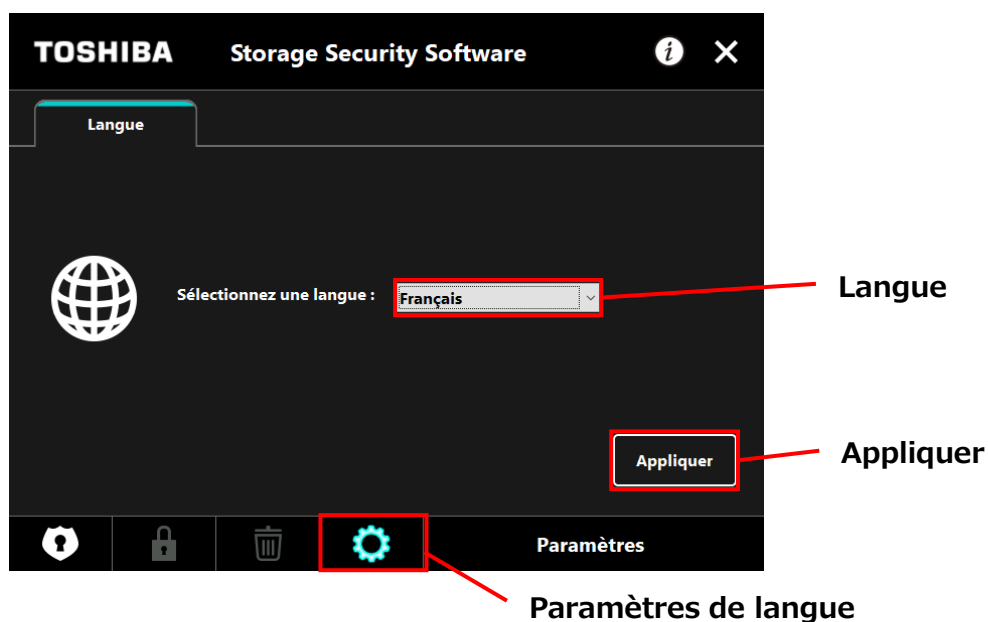 TOSHIBA Storage Security Software i
Langue
Sélectionnez une langue : Français
Langue
Appliquer
Appliquer
Paramètres
Paramètres de langue